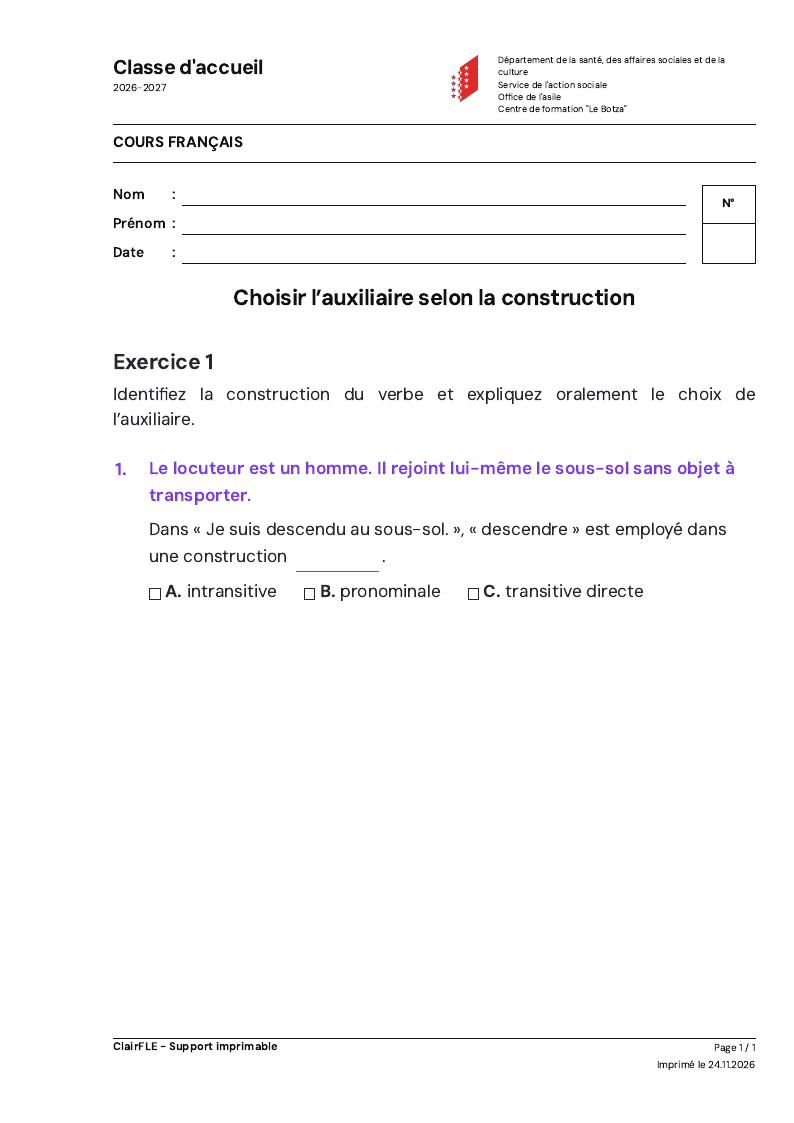 Classe d'accueil
2026-2027
Département de la santé, des affaires sociales et de la
culture
Service de l'action sociale
Office de l'asile
Centre de formation "Le Botza"
COURS FRANÇAIS
Nom :
Prénom :
Date :
N°
Choisir l’auxiliaire selon la construction
Exercice 1
Identifiez la construction du verbe et expliquez oralement le choix de
l’auxiliaire.
1. Le locuteur est un homme. Il rejoint lui-même le sous-sol sans objet à
transporter.
Dans « Je suis descendu au sous-sol. », « descendre » est employé dans
une construction ________.
A. intransitive B. pronominale C. transitive directe
ClairFLE - Support imprimable
Page 1 / 1
Imprimé le 24.11.2026